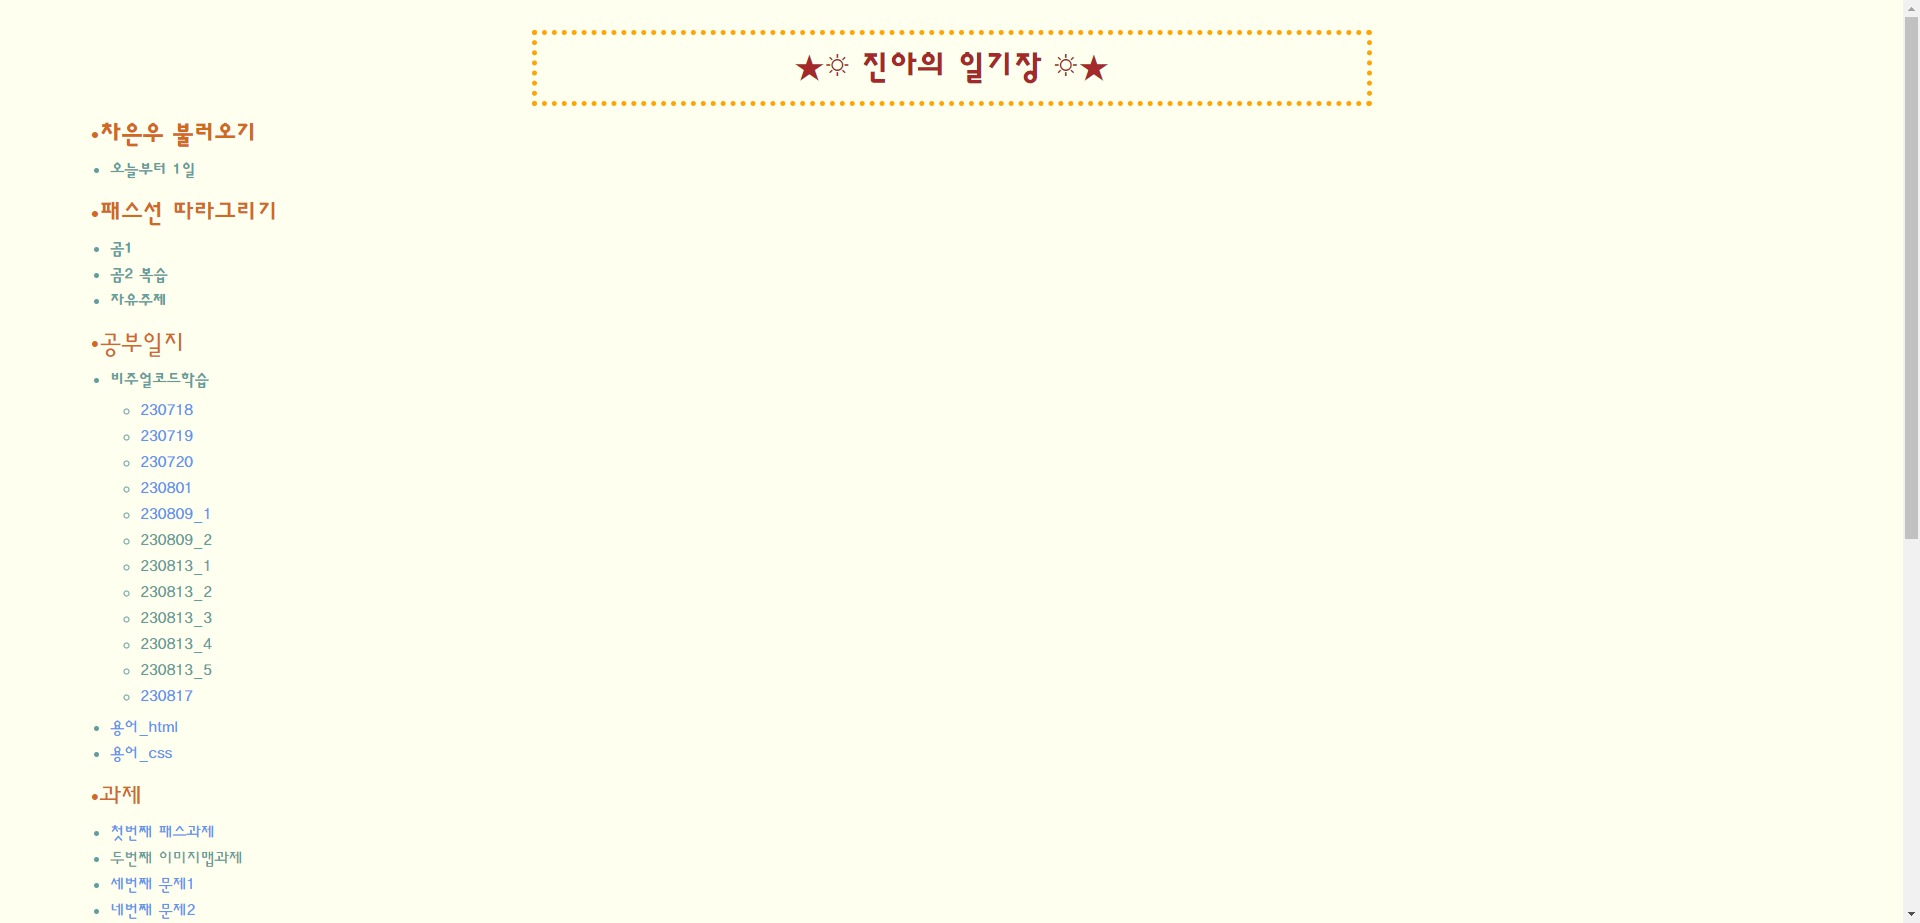 ★☼ 진아의 일기장 ☼★
•차은우 불러오기
• 오늘부터 1일
•패스선 따라그리기
• 곰1
• 곰2 복습
• 자유주제
•공부일지
• 비주얼코드학습
◦ 230718
◦ 230719
◦ 230720
◦ 230801
◦ 230809_1
◦ 230809_2
◦ 230813_1
◦ 230813_2
◦ 230813_3
◦ 230813_4
◦ 230813_5
◦ 230817
• 용어_html
• 용어_css
•과제
• 첫번째 패스과제
• 두번째 이미지맵과제
• 세번째 문제1
• 네번째 문제2